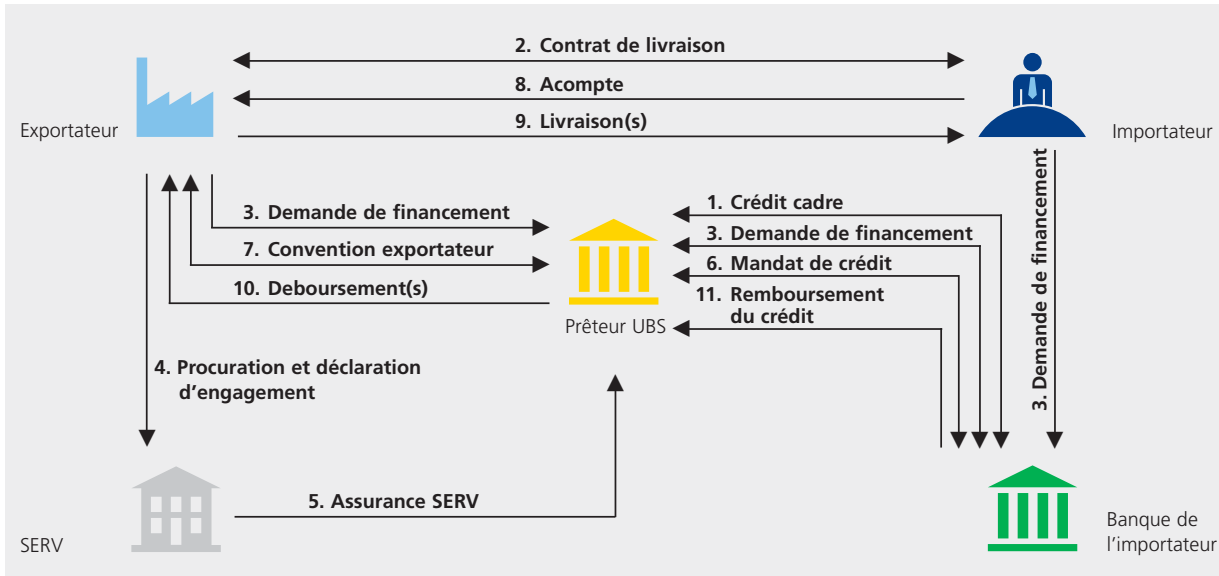 2. Contrat de livraison
8. Acompte
9. Livraison(s)
Exportateur
Importateur
3. Demande de financement
7. Convention exportateur
10. Deboursement(s)
Prêteur UBS
1. Crédit cadre
3. Demande de financement
6. Mandat de crédit
11. Remboursement
du crédit
3. Demande de financement
4. Procuration et déclaration
d’engagement
5. Assurance SERV
SERV
Banque de
l’importateur